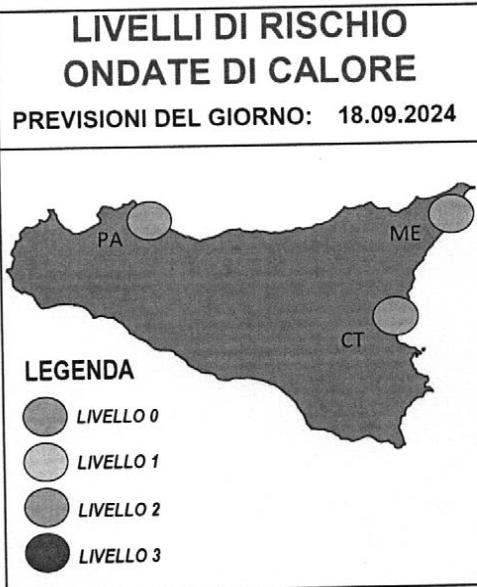 LIVELLI DI RISCHIO
ONDATE DI CALORE
PREVISIONI DEL GIORNO: 18.09.2024
PA
ME
CT
LEGENDA
LIVELLO 0
LIVELLO 1
LIVELLO 2
LIVELLO 3